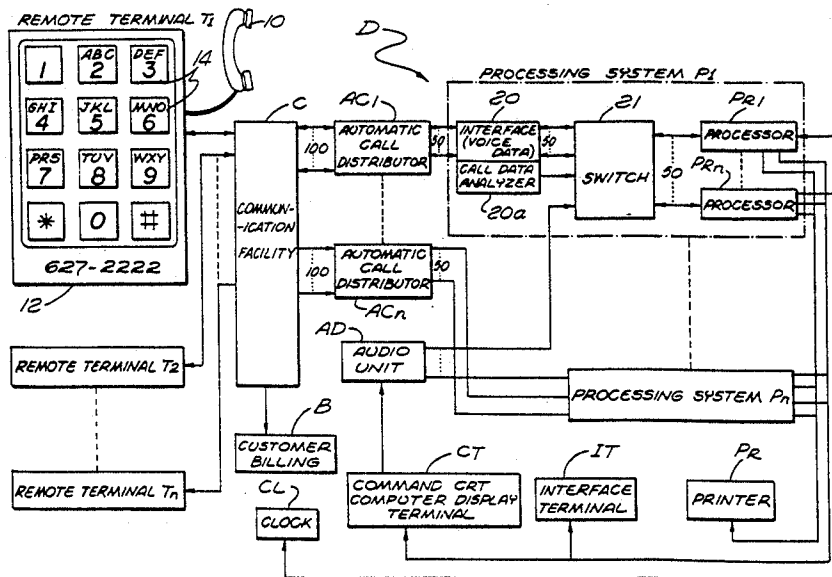 REMOTE TERMINAL T1
10
D
PROCESSING SYSTEM P1
1
ABC
2
DEF
3
14
GHI
4
JKL
5
MNO
6
PRS
7
TUV
8
WXY
9
*
0
#
627-2222
12
C
COMMUN-
-ICATION
FACILITY
100
AC1
AUTOMATIC
CALL
DISTRIBUTOR
50
20
INTERFACE
(VOICE
DATA)
CALL DATA
ANALYZER
20a
50
21
SWITCH
50
PR1
PROCESSOR
PRn
PROCESSOR
100
AUTOMATIC
CALL
DISTRIBUTOR
50
ACn
AD
AUDIO
UNIT
PROCESSING SYSTEM Pn
REMOTE TERMINAL T2
REMOTE TERMINAL Tn
B
CUSTOMER
BILLING
CL
CLOCK
CT
COMMAND CRT
COMPUTER DISPLAY
TERMINAL
IT
INTERFACE
TERMINAL
PR
PRINTER